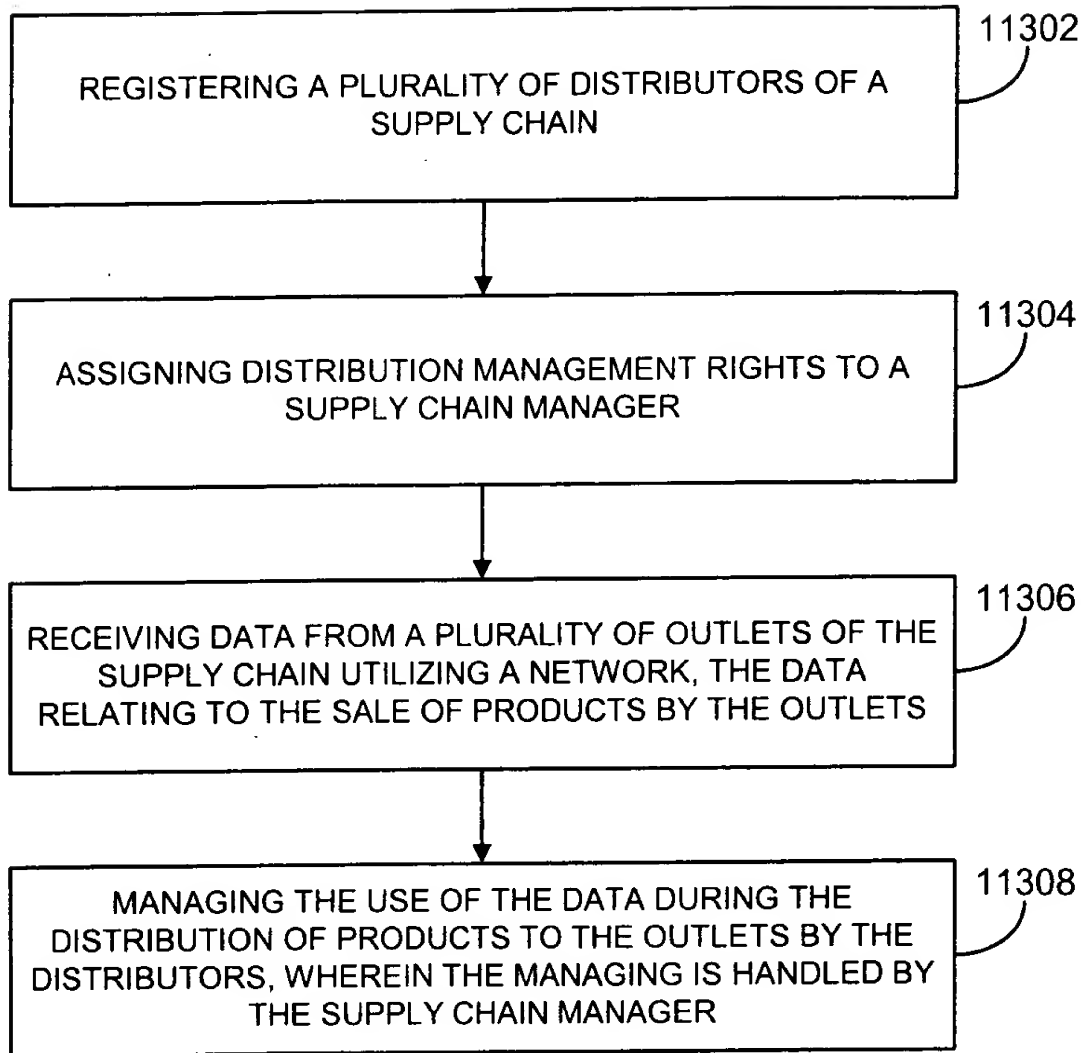 11302
REGISTERING A PLURALITY OF DISTRIBUTORS OF A
SUPPLY CHAIN
11304
ASSIGNING DISTRIBUTION MANAGEMENT RIGHTS TO A
SUPPLY CHAIN MANAGER
11306
RECEIVING DATA FROM A PLURALITY OF OUTLETS OF THE
SUPPLY CHAIN UTILIZING A NETWORK, THE DATA
RELATING TO THE SALE OF PRODUCTS BY THE OUTLETS
11308
MANAGING THE USE OF THE DATA DURING THE
DISTRIBUTION OF PRODUCTS TO THE OUTLETS BY THE
DISTRIBUTORS, WHEREIN THE MANAGING IS HANDLED BY
THE SUPPLY CHAIN MANAGER